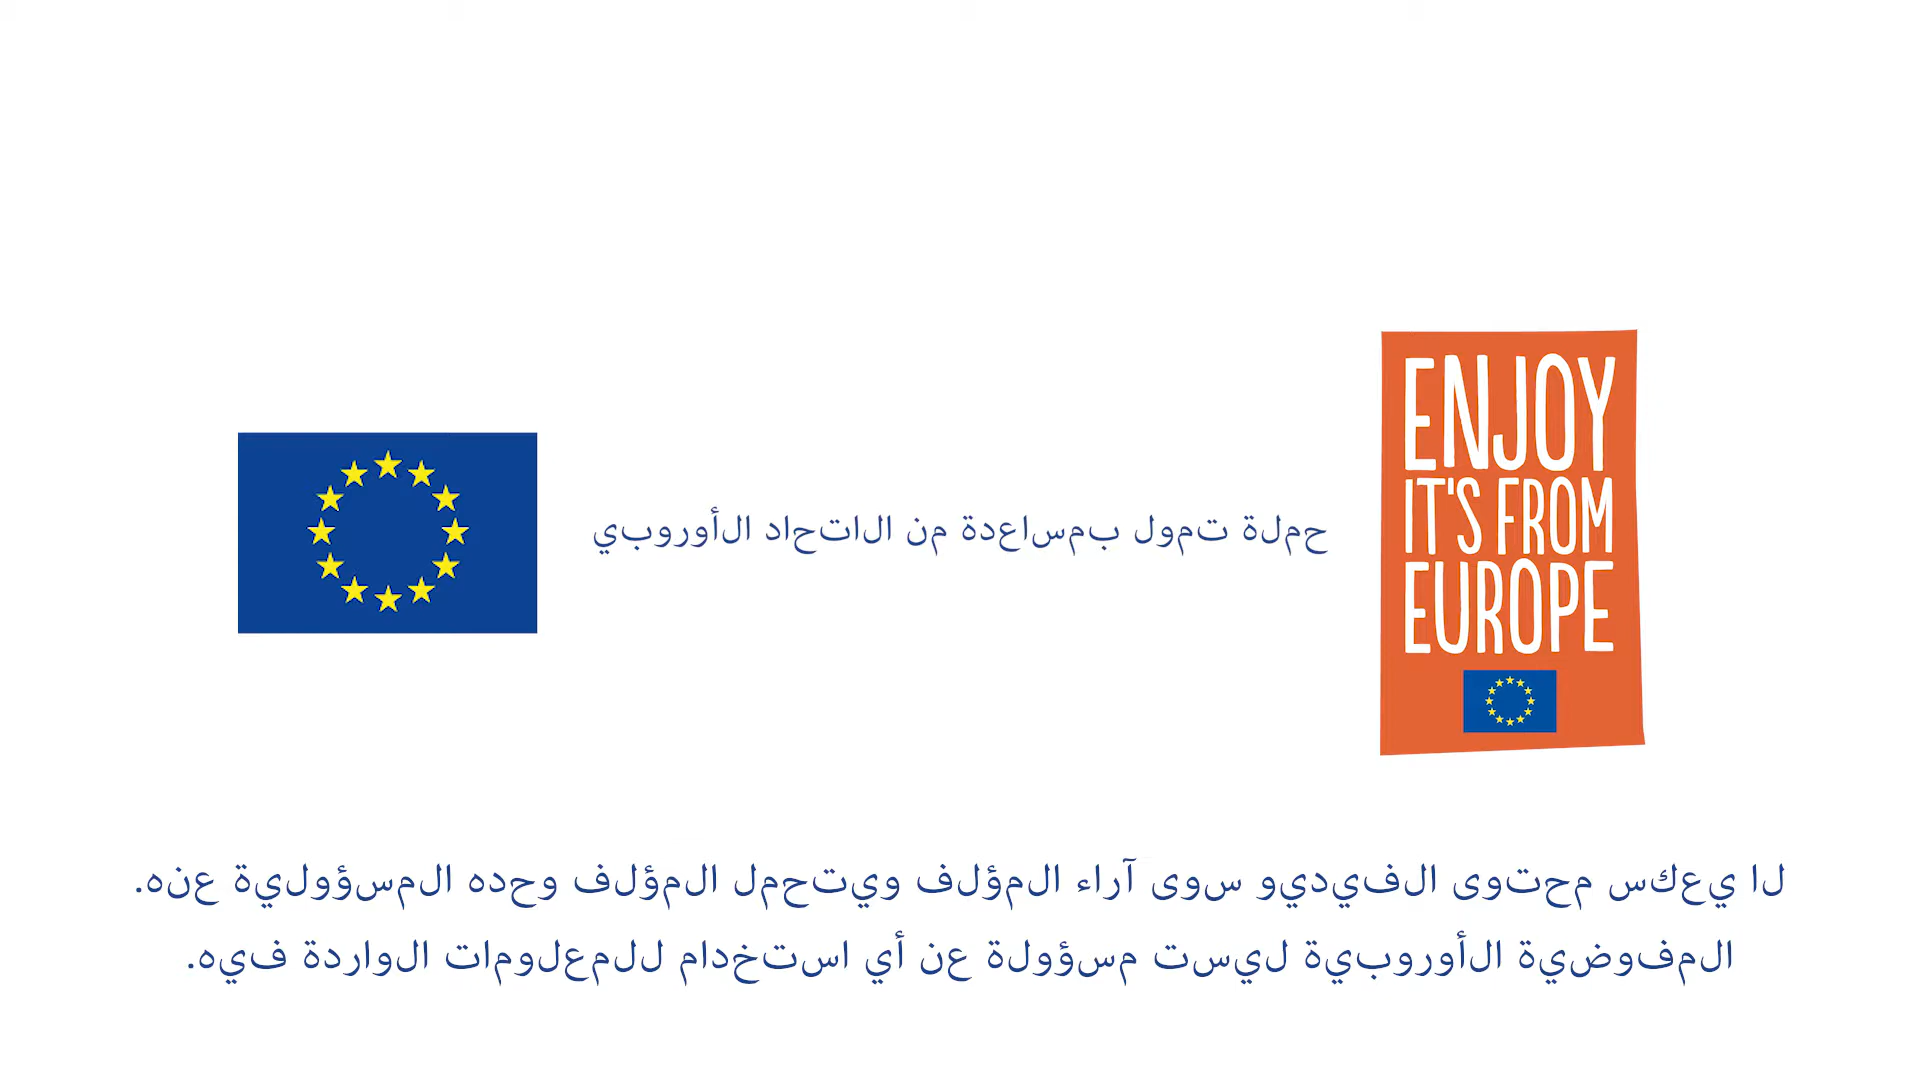 ENJOY
IT'S FROM
EUROPE
حملة تمول بمساعدة من الاتحاد الأوروبي
لا يعكس محتوى الفيديو سوى آراء المؤلف ويتحمل المؤلف وحده المسؤولية عنه.
المفوضية الأوروبية ليست مسؤولة عن أي استخدام للمعلومات الواردة فيه.